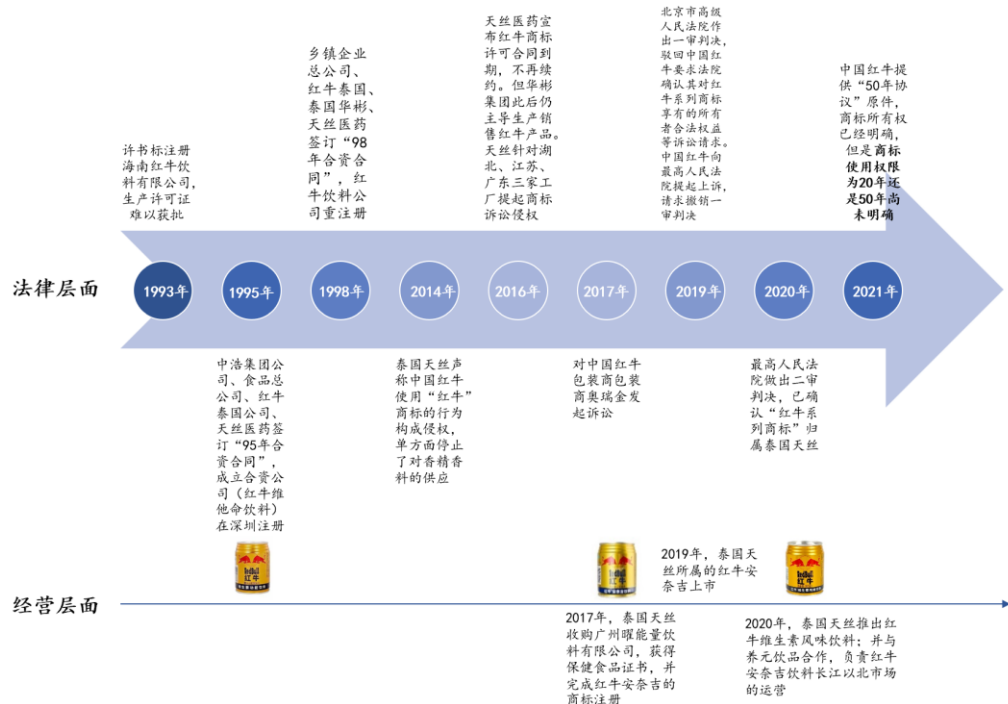 许书标注册
海南红牛饮
料有限公司,
生产许可证
难以获批
乡镇企业
总公司、
红牛泰国、
泰国华彬、
天丝医药
签订“98
年合资合
同”,红
牛饮料公
司重注册
天丝医药宣
布红牛商标
许可合同到
期,不再续
约。但华彬
集团此后仍
主导生产销
售红牛产品。
天丝针对湖
北、江苏、
广东三家工
厂提起商标
诉讼侵权
北京市高级
人民法院作
出一审判决,
驳回中国红
牛要求法院
确认其对红
牛系列商标
享有的所有
者合法权益
等诉讼请求。
中国红牛向
最高人民法
院提起上诉,
请求撤销一
审判决
中国红牛提
供“50年协
议”原件,
商标所有权
已经明确,
但是商标
使用权限
为20年还
是50年尚
未明确
法律层面
1993年
1995年
1998年
2014年
2016年
2017年
2019年
2020年
2021年
中浩集团公
司、食品总
公司、红牛
泰国公司、
天丝医药签
订“95年合
资合同”,
成立合资公
司(红牛维
他命饮料)
在深圳注册
泰国天丝声
称中国红牛
使用“红牛”
商标的行为
构成侵权,
单方面停止
了对香精香
料的供应
对中国红牛
包装商包装
商奥瑞金发
起诉讼
最高人民法
院做出二审
判决,已确
认“红牛系
列商标”归
属泰国天丝
经营层面
红牛
红牛
红牛
2019年,泰国天
丝所属的红牛安
奈吉上市
2017年,泰国天丝
收购广州曜能量饮
料有限公司,获得
保健食品证书,并
完成红牛安奈吉的
商标注册
2020年,泰国天丝推出红
牛维生素风味饮料;并与
养元饮品合作,负责红牛
安奈吉饮料长江以北市场
的运营